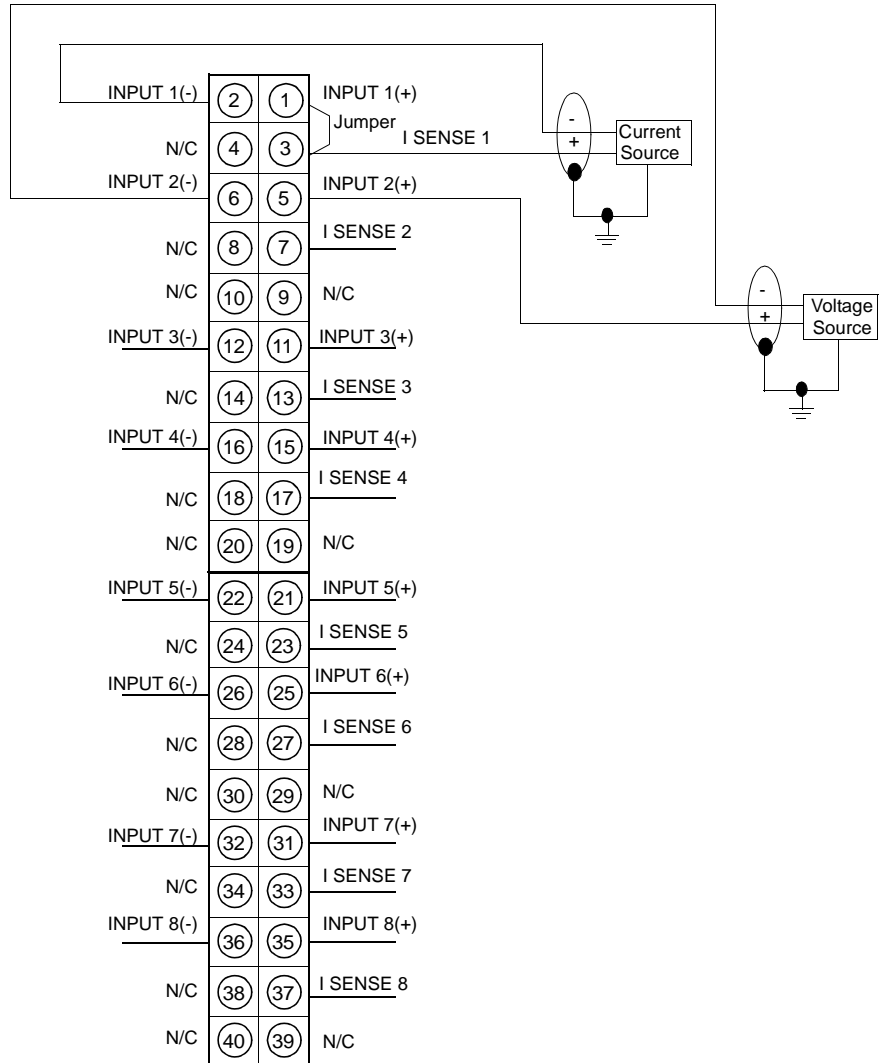 INPUT 1(-) 2 1 INPUT 1(+)
Jumper
N/C 4 3 I SENSE 1
- +
Current
Source
INPUT 2(-) 6 5 INPUT 2(+)
N/C 8 7 I SENSE 2
N/C 10 9 N/C
- +
Voltage
Source
INPUT 3(-) 12 11 INPUT 3(+)
N/C 14 13 I SENSE 3
INPUT 4(-) 16 15 INPUT 4(+)
N/C 18 17 I SENSE 4
N/C 20 19 N/C
INPUT 5(-) 22 21 INPUT 5(+)
N/C 24 23 I SENSE 5
INPUT 6(-) 26 25 INPUT 6(+)
N/C 28 27 I SENSE 6
N/C 30 29 N/C
INPUT 7(-) 32 31 INPUT 7(+)
N/C 34 33 I SENSE 7
INPUT 8(-) 36 35 INPUT 8(+)
N/C 38 37 I SENSE 8
N/C 40 39 N/C